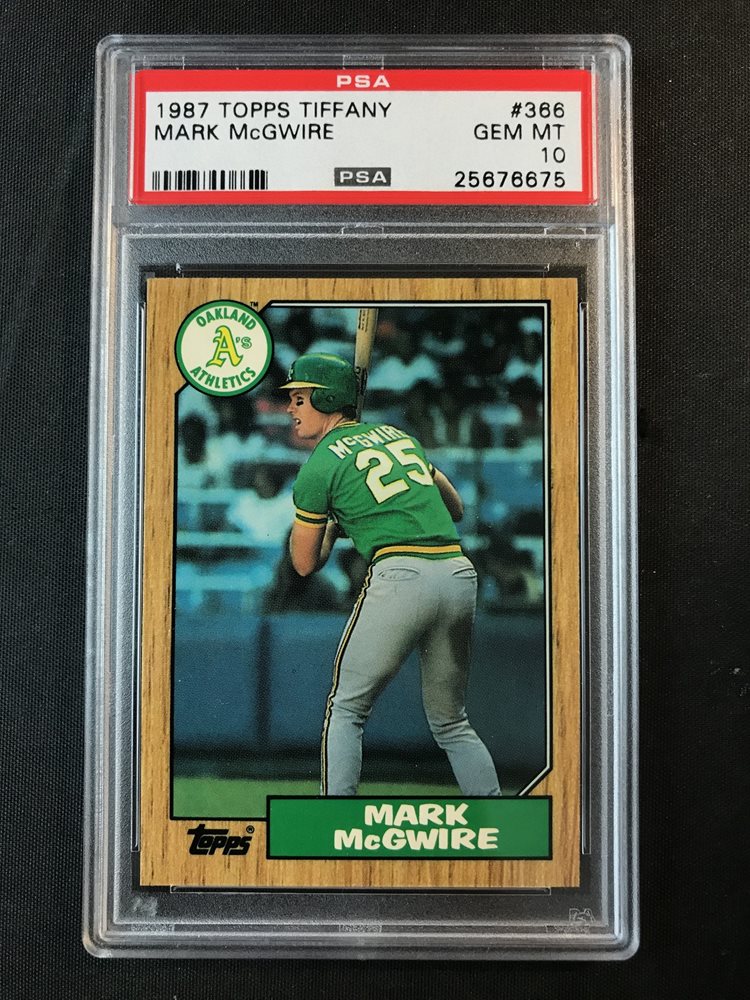 PSA
1987 TOPPS TIFFANY #366
MARK McGWIRE GEM MT
10
PSA 25676675
OAKLAND
A's
ATHLETICS
™
McGWIRE
25
topps®
MARK
McGWIRE